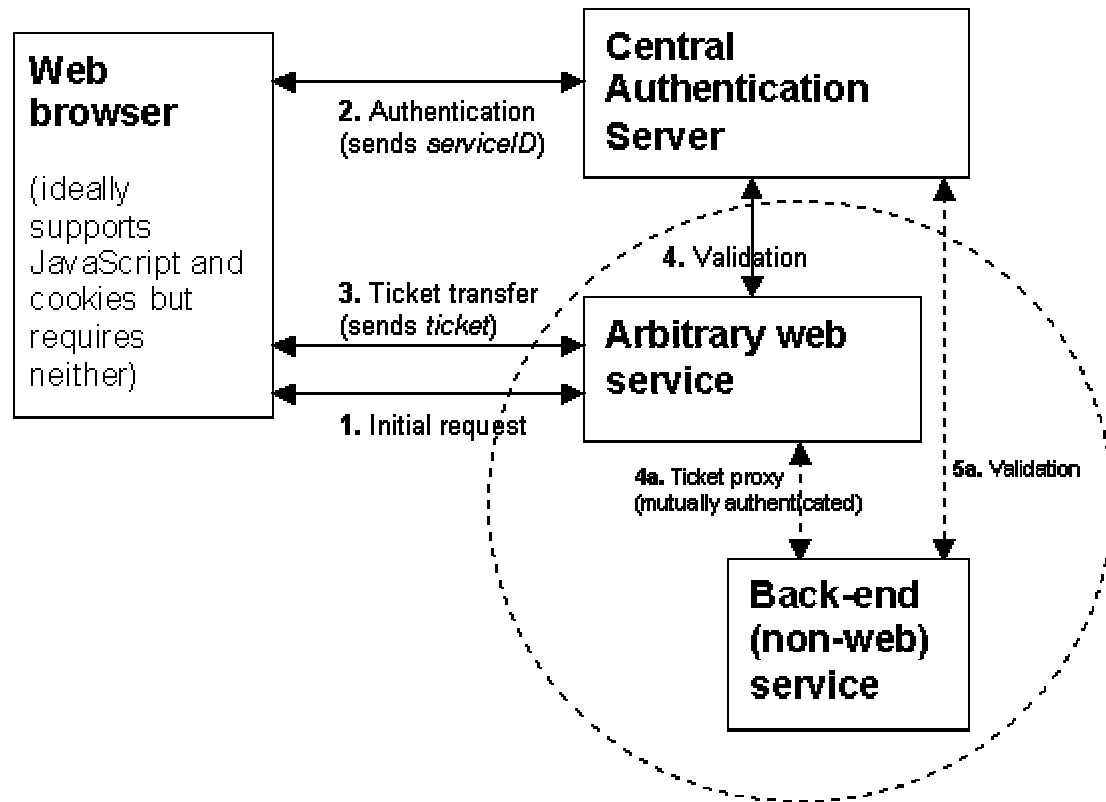 Web
browser
(ideally
supports
JavaScript and
cookies but
requires
neither)
Central
Authentication
Server
2. Authentication
(sends serviceID)
4. Validation
3. Ticket transfer
(sends ticket)
Arbitrary web
service
1. Initial request
4a. Ticket proxy
(mutually authenticated)
5a. Validation
Back-end
(non-web)
service